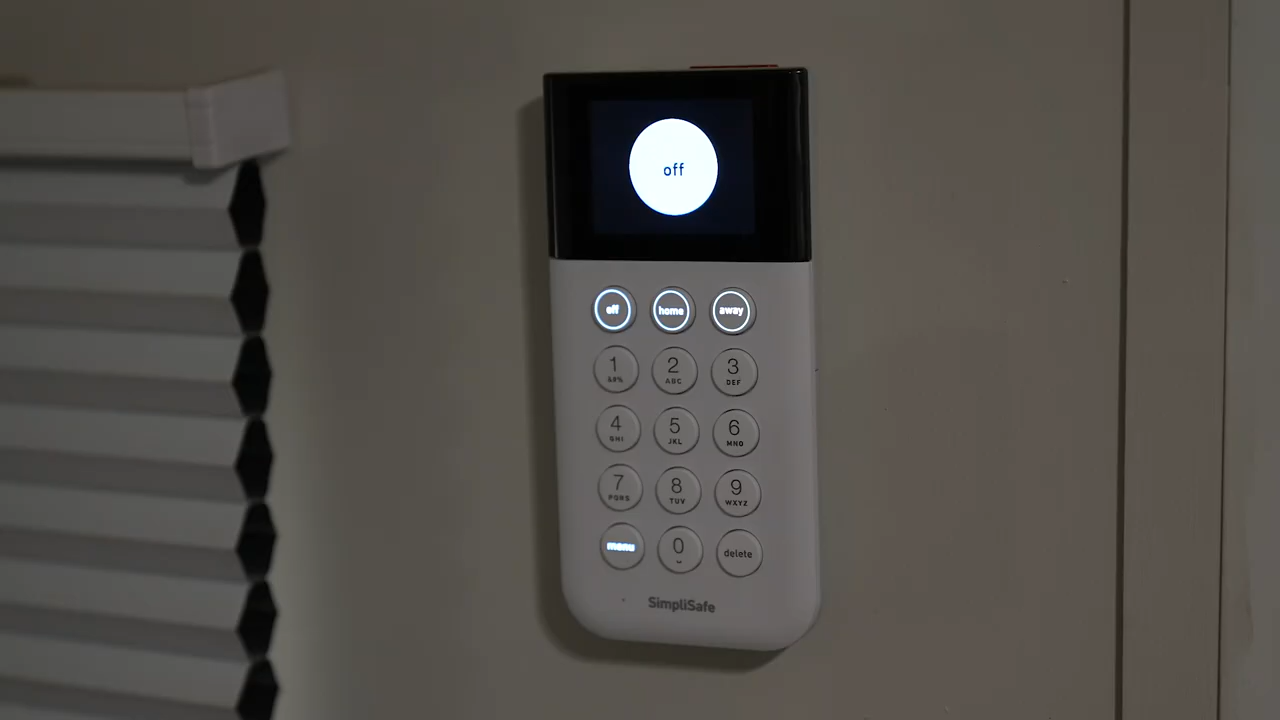 off
off home away
1 2 3
&#% ABC DEF
4 5 6
GHI JKL MNO
7 8 9
PQRS TUV WXYZ
menu 0 delete
SimpliSafe